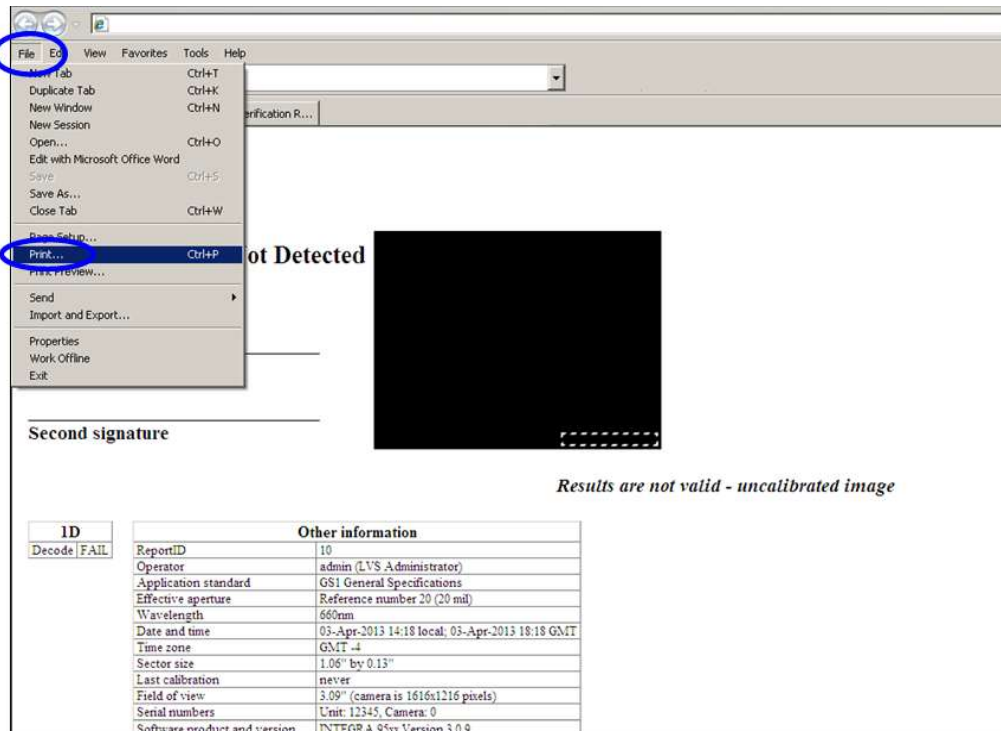 File Ed View Favorites Tools Help
New Tab Ctrl+T
Duplicate Tab Ctrl+K
New Window Ctrl+N
erification R...
New Session
Open... Ctrl+O
Edit with Microsoft Office Word
Save Ctrl+S
Save As...
Close Tab Ctrl+W
Page Setup...
Print... Ctrl+P
ot Detected
Print Preview...
Send
Import and Export...
Properties
Work Offline
Exit
Second signature
Results are not valid - uncalibrated image
1D
Decode FAIL
Other information
ReportID 10
Operator admin (LVS Administrator)
Application standard GS1 General Specifications
Effective aperture Reference number 20 (20 mil)
Wavelength 660nm
Date and time 03-Apr-2013 14:18 local; 03-Apr-2013 18:18 GMT
Time zone GMT -4
Sector size 1.06" by 0.13"
Last calibration never
Field of view 3.09" (camera is 1616x1216 pixels)
Serial numbers Unit: 12345, Camera: 0
Software product and version INTEGRA 95xx Version 3.0.9